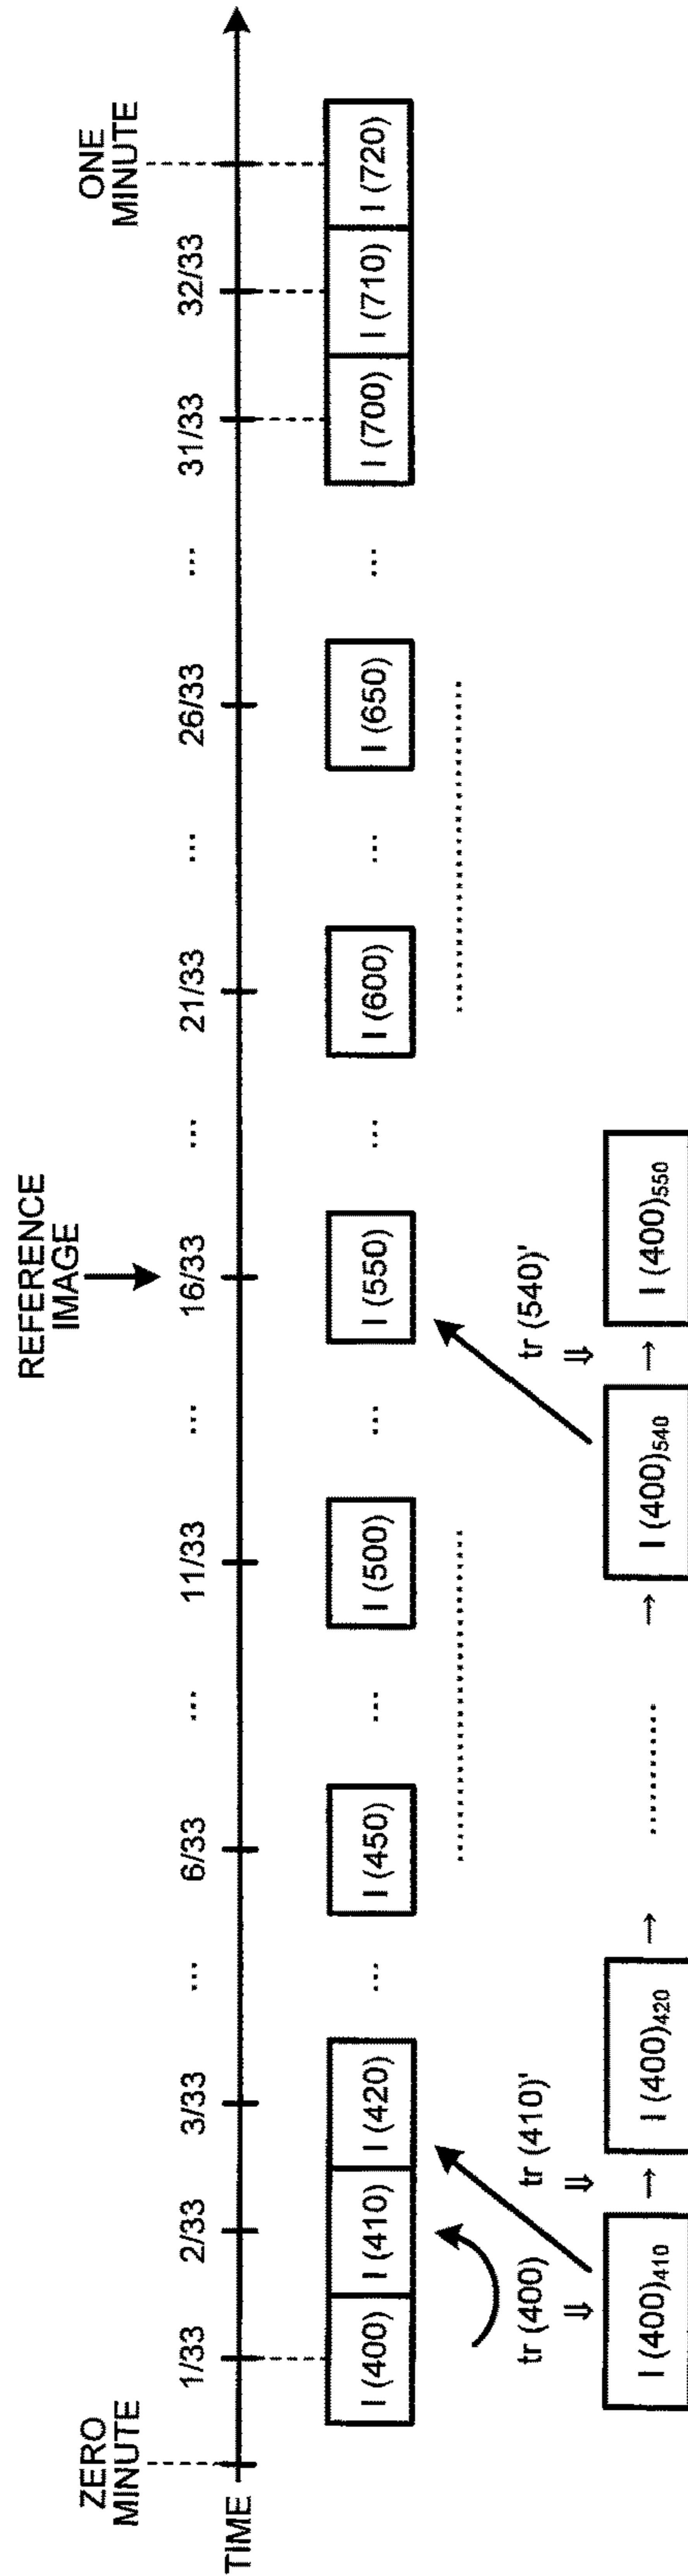 REFERENCE
IMAGE
ZERO
MINUTE
ONE
MINUTE
1/33 2/33 3/33 ... 6/33 ... 11/33 ... 16/33 ... 21/33 ... 26/33 ... 31/33 32/33
TIME
I (400) I (410) I (420) ... I (450) ... I (500) ... I (550) ... I (600) ... I (650) ... I (700) I (710) I (720)
tr (400) tr (410)' tr (540)'
⇓ ⇓ ⇓
I (400)410 → I (400)420 → ........... → I (400)540 → I (400)550